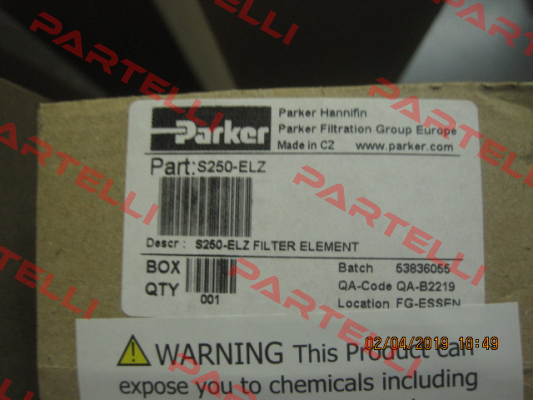 Parker
Parker Hannifin
Parker Filtration Group Europe
Made in CZ www.parker.com
Part: S250-ELZ
Descr : S250-ELZ FILTER ELEMENT
BOX
QTY
001
Batch 53836055
QA-Code QA-B2219
Location FG-ESSEN
WARNING This Product can
expose you to chemicals including
02/04/2019 10:49
PARTELLI
PARTELLI
PARTELLI
PARTELLI
PARTELLI
PARTELLI